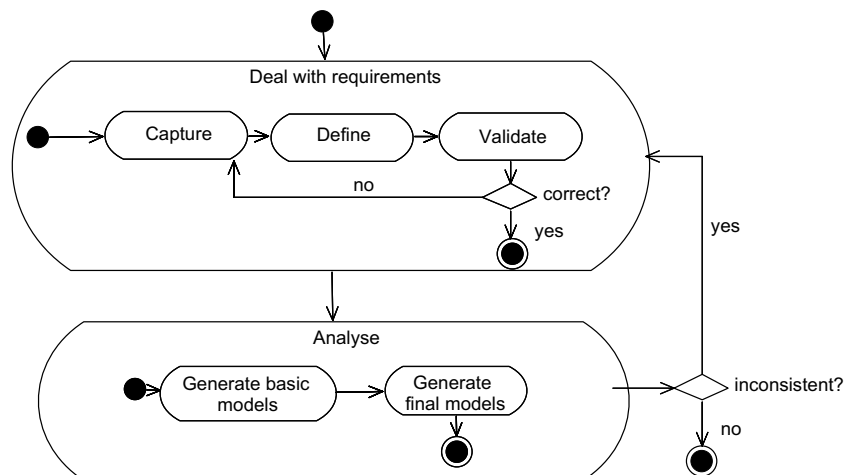 Deal with requirements
Capture
Define
Validate
no
correct?
yes
yes
Analyse
Generate basic
models
Generate
final models
inconsistent?
no